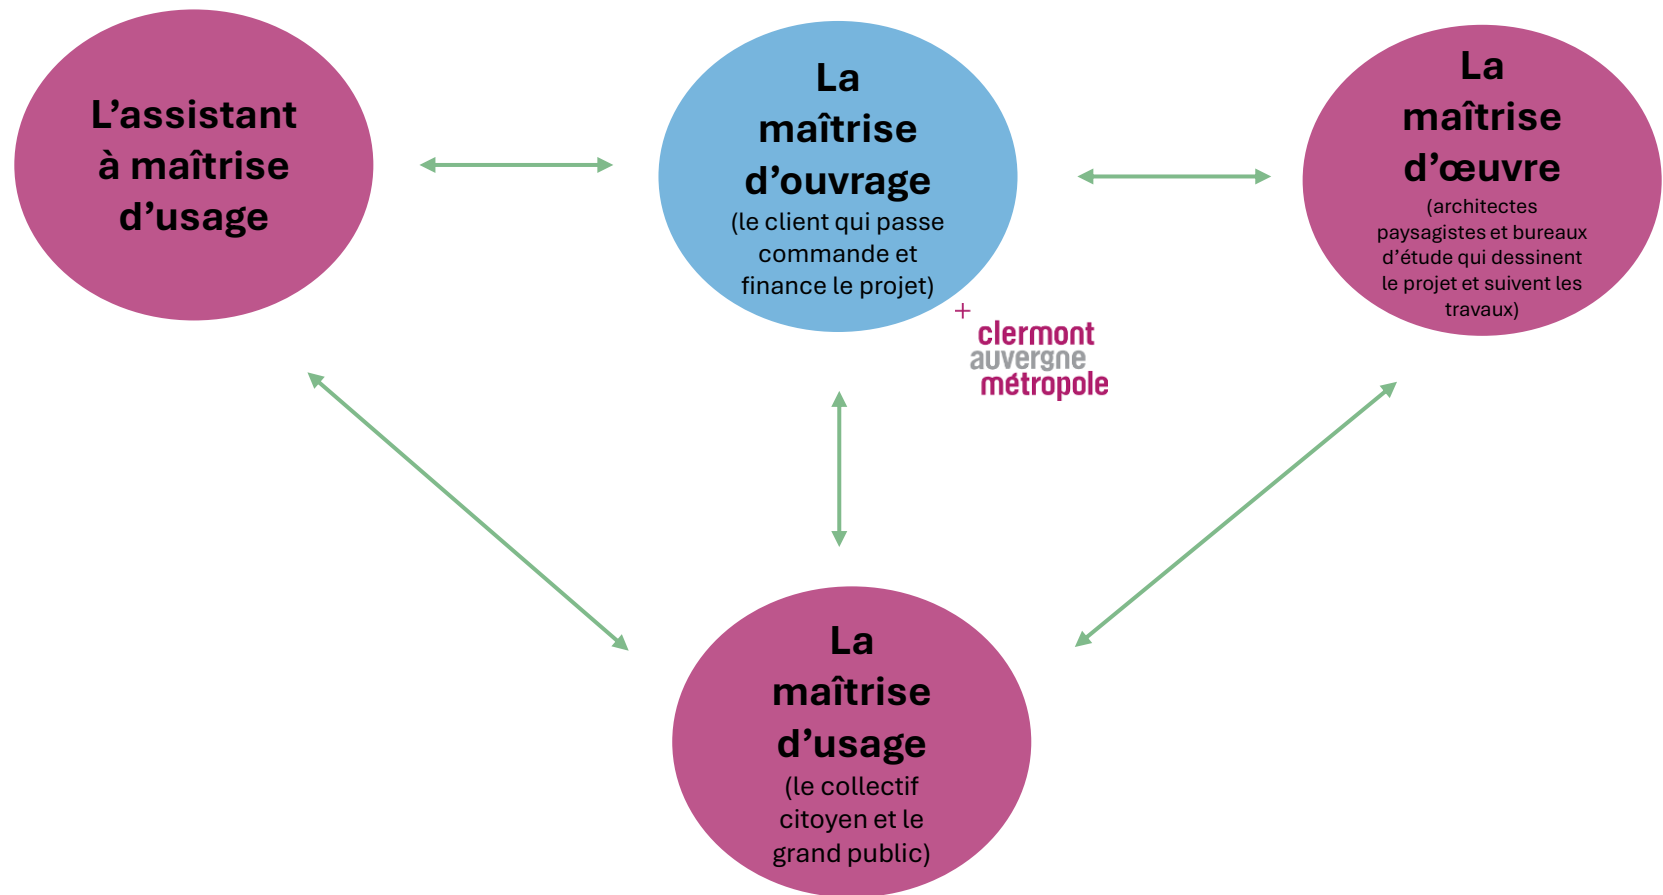 L’assistant
à maîtrise
d’usage
La
maîtrise
d’ouvrage
(le client qui passe
commande et
finance le projet)
+
clermont
auvergne
métropole
La
maîtrise
d’œuvre
(architectes
paysagistes et bureaux
d’étude qui dessinent
le projet et suivent les
travaux)
La
maîtrise
d’usage
(le collectif
citoyen et le
grand public)